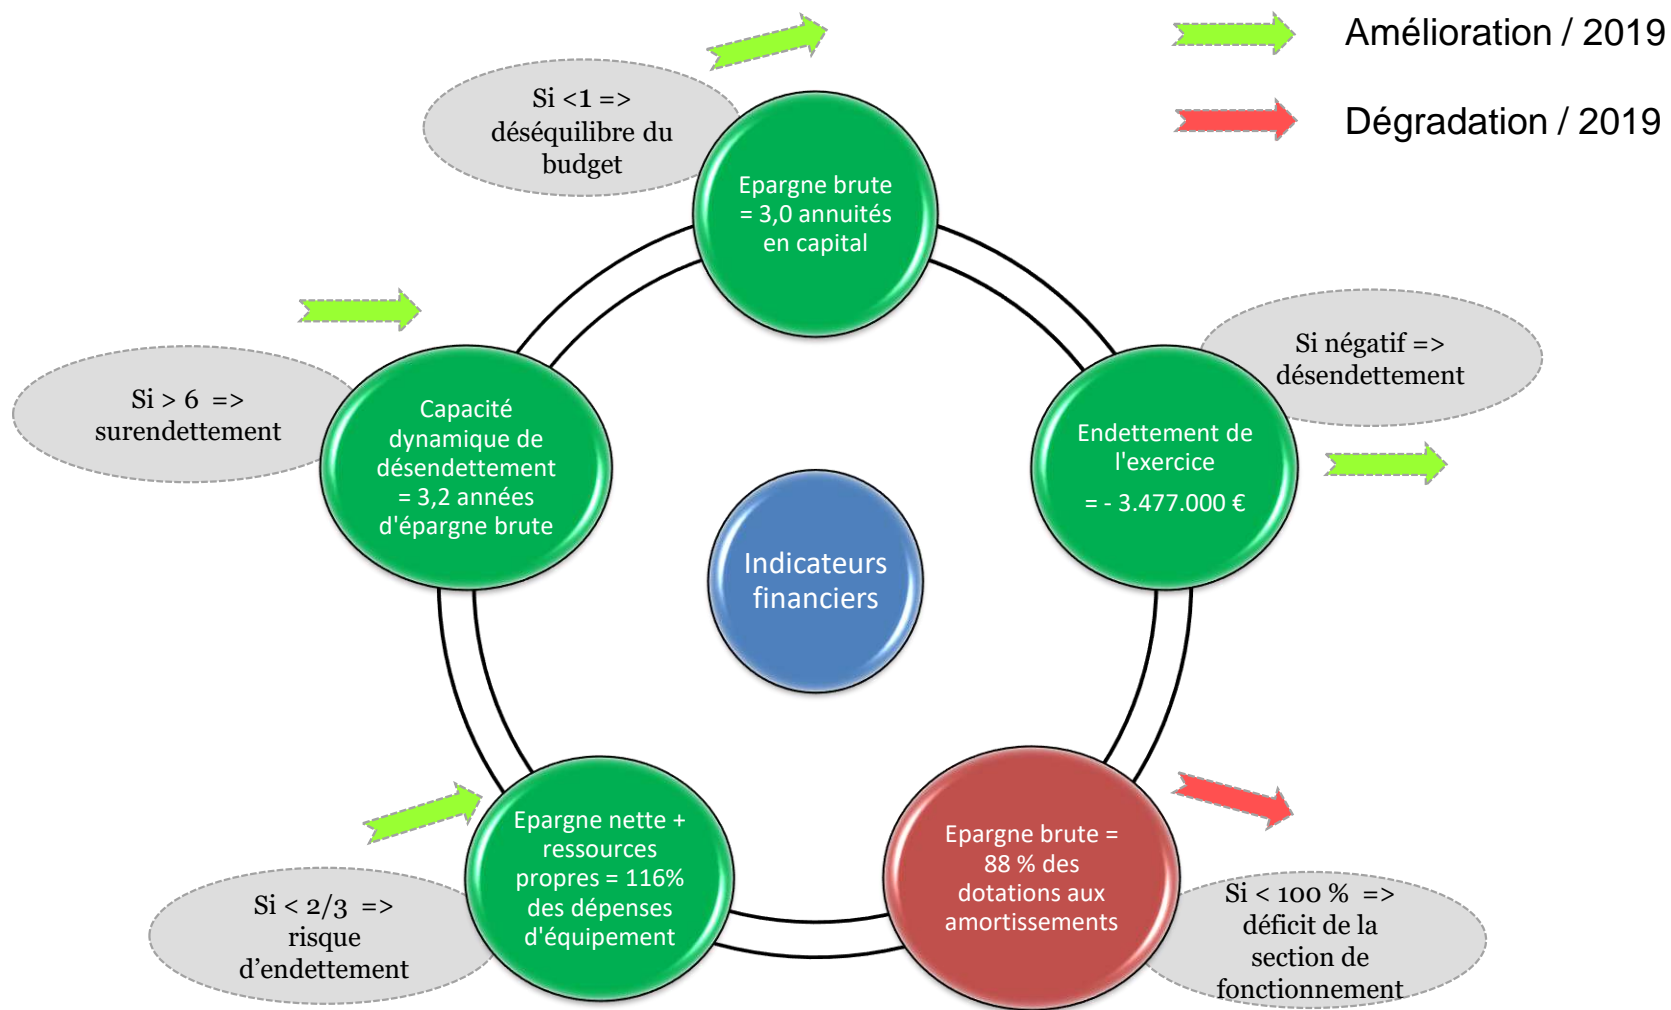 Amélioration / 2019
Dégradation / 2019
Si <1 =>
déséquilibre du
budget
Epargne brute
= 3,0 annuités
en capital
Si négatif =>
désendettement
Endettement de
l'exercice
= - 3.477.000 €
Si > 6 =>
surendettement
Capacité
dynamique de
désendettement
= 3,2 années
d'épargne brute
Indicateurs
financiers
Epargne nette +
ressources
propres = 116%
des dépenses
d'équipement
Si < 2/3 =>
risque
d’endettement
Epargne brute =
88 % des
dotations aux
amortissements
Si < 100 % =>
déficit de la
section de
fonctionnement